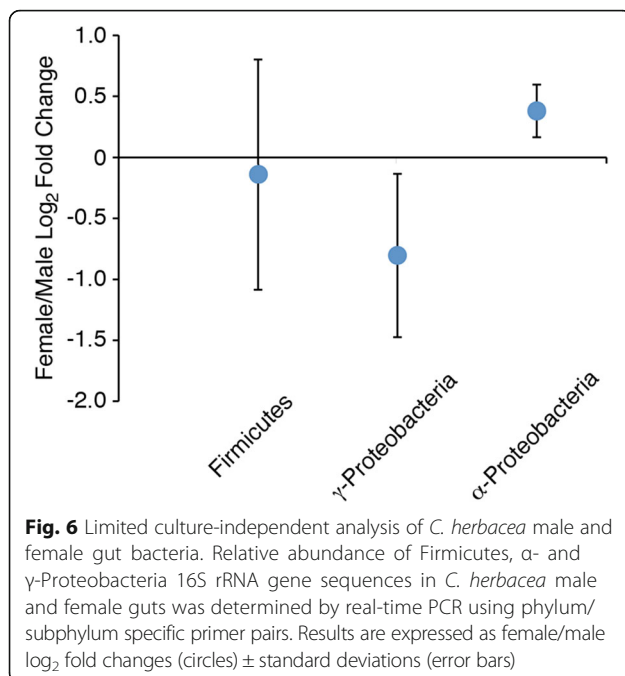 1.0
0.5
0
-0.5
-1.0
-1.5
-2.0
Female/Male Log₂ Fold Change
Firmicutes
γ-Proteobacteria
α-Proteobacteria
Fig. 6 Limited culture-independent analysis of C. herbacea male and
female gut bacteria. Relative abundance of Firmicutes, α- and
γ-Proteobacteria 16S rRNA gene sequences in C. herbacea male
and female guts was determined by real-time PCR using phylum/
subphylum specific primer pairs. Results are expressed as female/male
log₂ fold changes (circles) ± standard deviations (error bars)